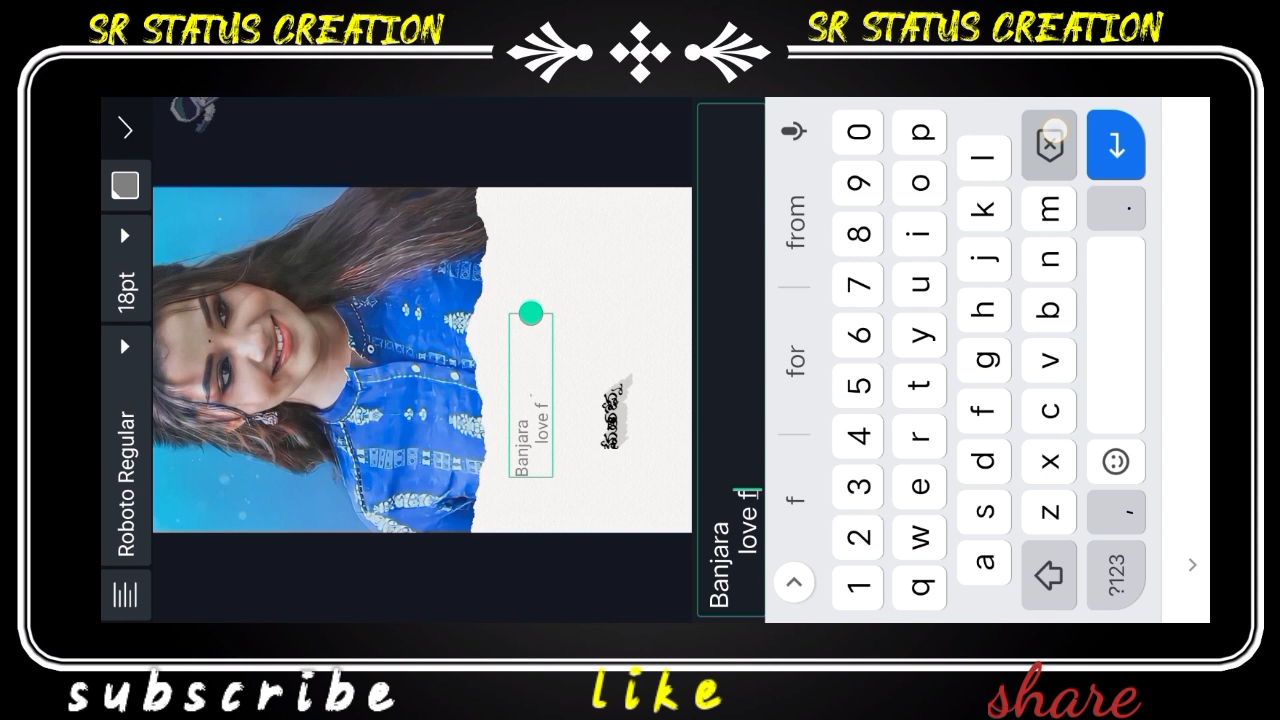 SR STATUS CREATION
SR STATUS CREATION
Roboto Regular
18pt
Banjara
love f
Banjara
love f
f
for
from
1 2 3 4 5 6 7 8 9 0
q w e r t y u i o p
a s d f g h j k l
z x c v b n m
?123
,
.
subscribe
like
share